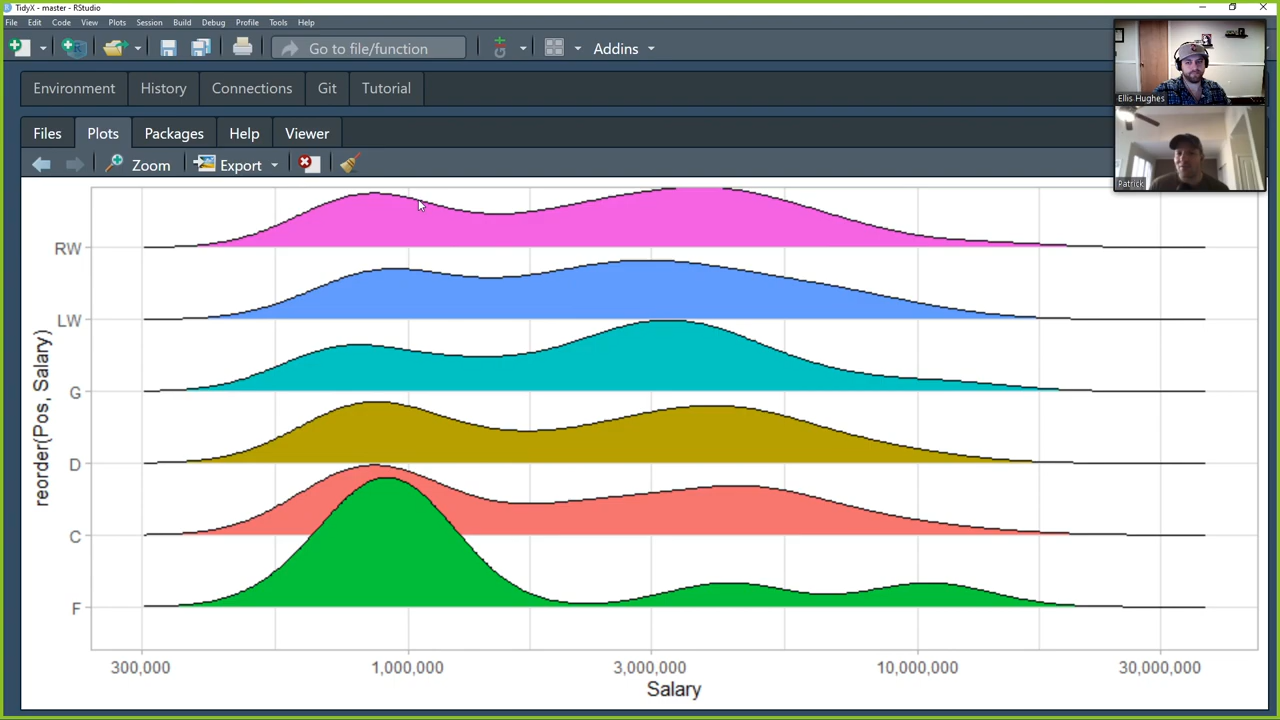 TidyX - master - RStudio
File Edit Code View Plots Session Build Debug Profile Tools Help
Go to file/function Addins
Environment History Connections Git Tutorial
Files Plots Packages Help Viewer
Zoom Export
Ellis Hughes
Patrick
RW
LW
G
D
C
F
reorder(Pos, Salary)
300,000 1,000,000 3,000,000 10,000,000 30,000,000
Salary